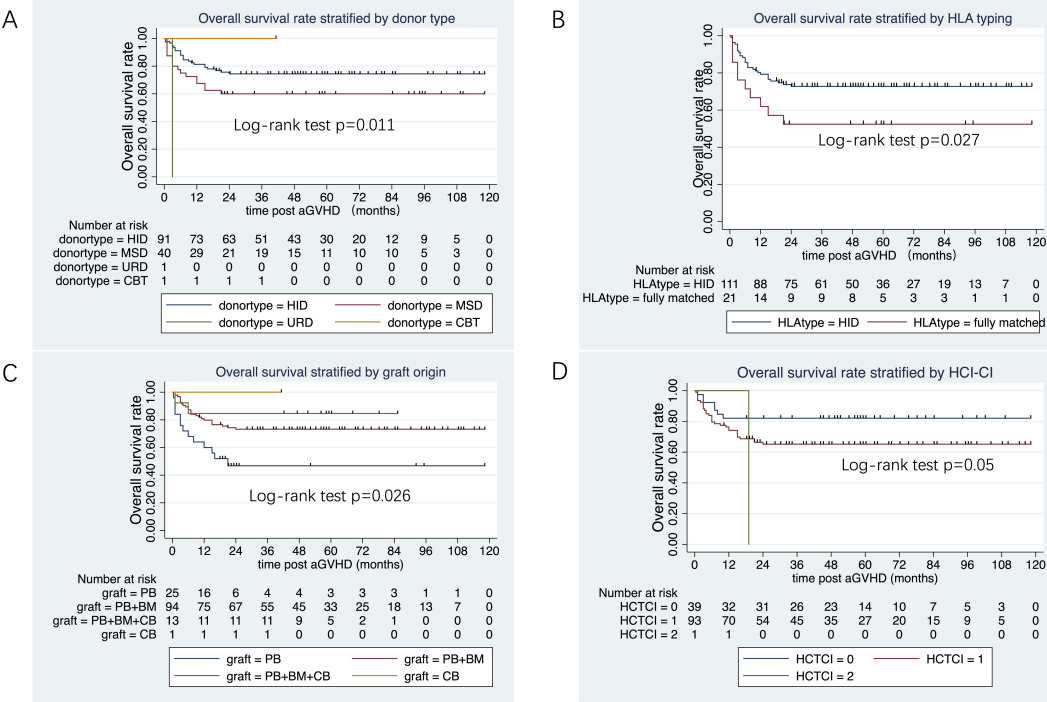 A
Overall survival rate stratified by donor type
Overall survival rate
0.00 0.20 0.40 0.60 0.80 1.00
Log-rank test p=0.011
0 12 24 36 48 60 72 84 96 108 120
time post aGVHD (months)
Number at risk
donortype = HID 91 73 63 51 43 30 20 12 9 5 0
donortype = MSD 40 29 21 19 15 11 10 10 5 3 0
donortype = URD 1 0 0 0 0 0 0 0 0 0 0
donortype = CBT 1 1 1 1 0 0 0 0 0 0 0
donortype = HID donortype = MSD
donortype = URD donortype = CBT
B
Overall survival rate stratified by HLA typing
Overall survival rate
0.00 0.20 0.40 0.60 0.80 1.00
Log-rank test p=0.027
0 12 24 36 48 60 72 84 96 108 120
time post aGVHD (months)
Number at risk
HLAtype = HID 111 88 75 61 50 36 27 19 13 7 0
HLAtype = fully matched 21 14 9 9 8 5 3 3 1 1 0
HLAtype = HID HLAtype = fully matched
C
Overall survival stratified by graft origin
Overall survival rate
0.00 0.20 0.40 0.60 0.80 1.00
Log-rank test p=0.026
0 12 24 36 48 60 72 84 96 108 120
time post aGVHD (months)
Number at risk
graft = PB 25 16 6 4 4 3 3 3 1 1 0
graft = PB+BM 94 75 67 55 45 33 25 18 13 7 0
graft = PB+BM+CB 13 11 11 11 9 5 2 1 0 0 0
graft = CB 1 1 1 1 0 0 0 0 0 0 0
graft = PB graft = PB+BM
graft = PB+BM+CB graft = CB
D
Overall survival rate stratified by HCI-CI
Overall survival rate
0.00 0.20 0.40 0.60 0.80 1.00
Log-rank test p=0.05
0 12 24 36 48 60 72 84 96 108 120
time post aGVHD (months)
Number at risk
HCTCI = 0 39 32 31 26 23 14 10 7 5 3 0
HCTCI = 1 93 70 54 45 35 27 20 15 9 5 0
HCTCI = 2 1 1 0 0 0 0 0 0 0 0 0
HCTCI = 0 HCTCI = 1
HCTCI = 2